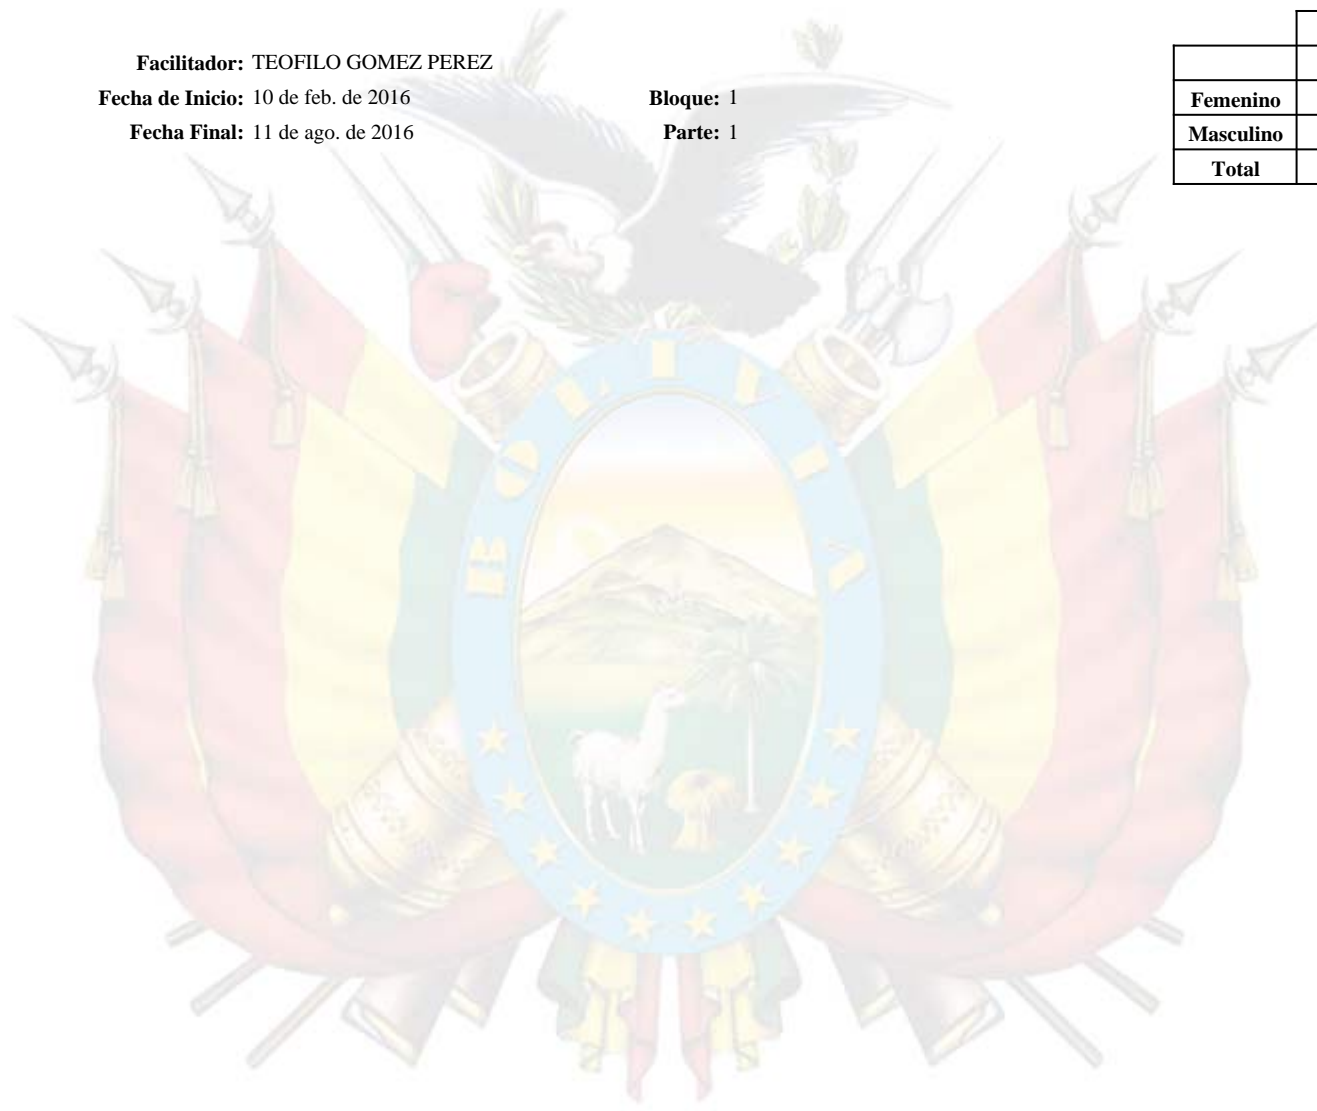 Facilitador: TEOFILO GOMEZ PEREZ
Fecha de Inicio: 10 de feb. de 2016 Bloque: 1
Fecha Final: 11 de ago. de 2016 Parte: 1
Femenino
Masculino
Total
BOLIVIA